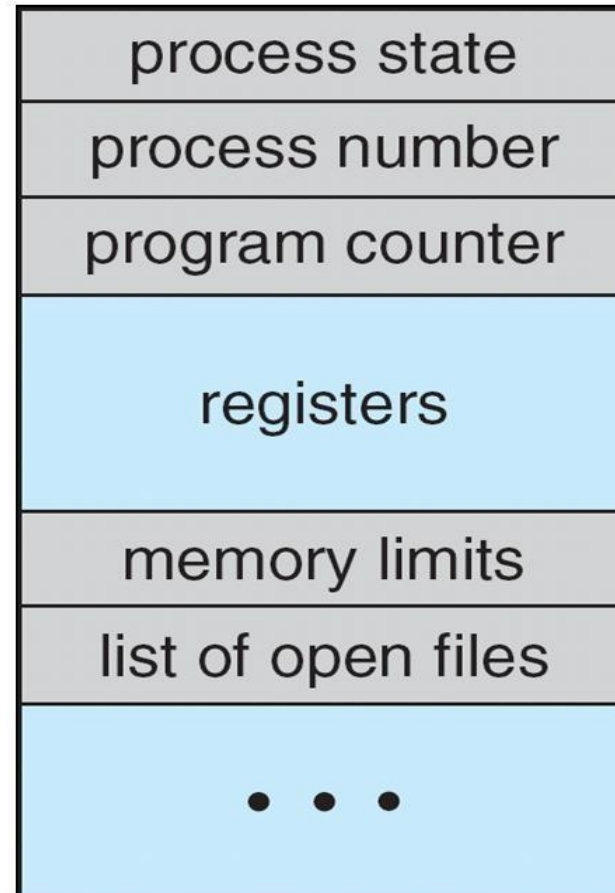 process state
process number
program counter
registers
memory limits
list of open files
• • •